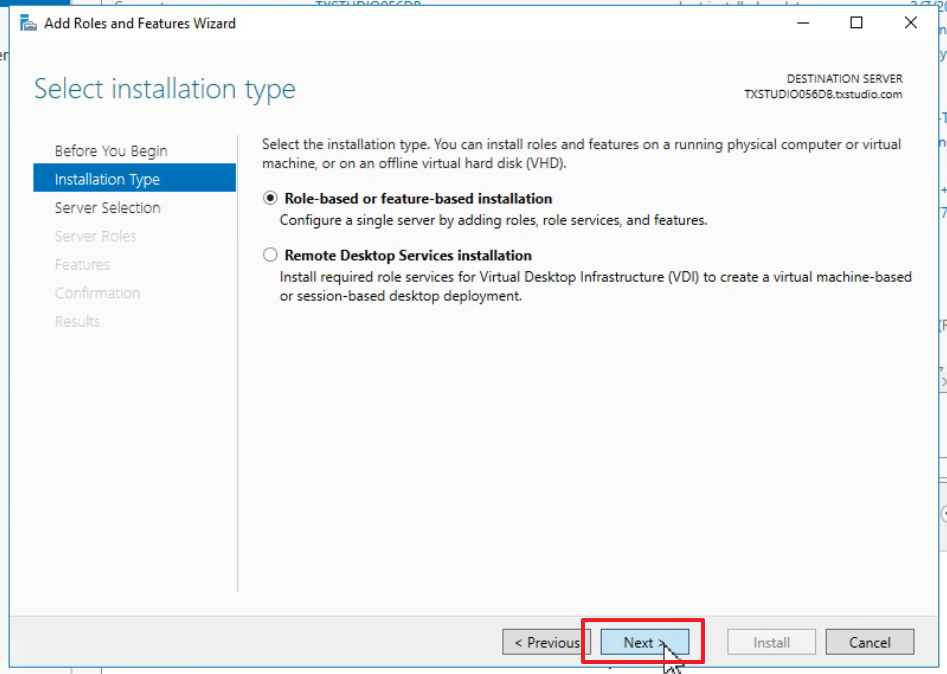 TXSTUDIO056DB
Add Roles and Features Wizard
Select installation type
DESTINATION SERVER
TXSTUDIO056DB.txstudio.com
Before You Begin
Installation Type
Server Selection
Server Roles
Features
Confirmation
Results
Select the installation type. You can install roles and features on a running physical computer or virtual
machine, or on an offline virtual hard disk (VHD).
Role-based or feature-based installation
Configure a single server by adding roles, role services, and features.
Remote Desktop Services installation
Install required role services for Virtual Desktop Infrastructure (VDI) to create a virtual machine-based
or session-based desktop deployment.
< Previous
Next >
Install
Cancel